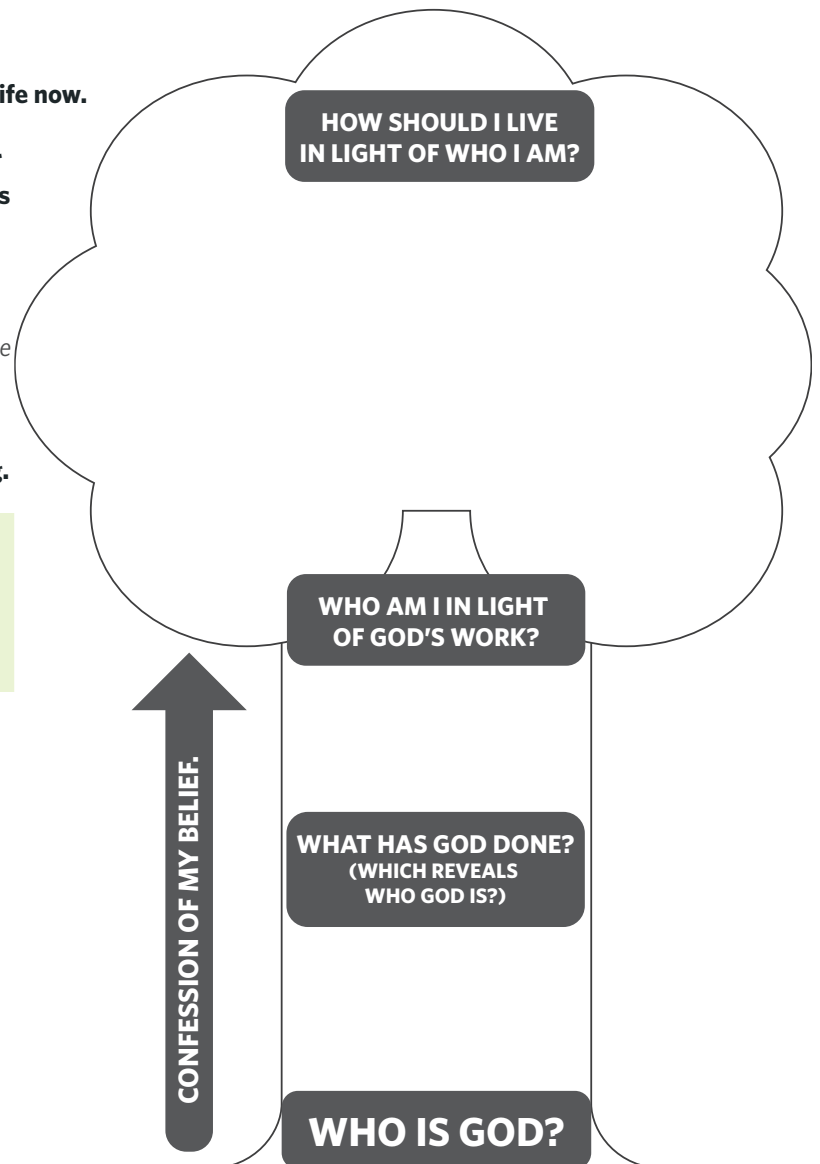 ife now.
.
s
e
g.
HOW SHOULD I LIVE
IN LIGHT OF WHO I AM?
WHO AM I IN LIGHT
OF GOD'S WORK?
WHAT HAS GOD DONE?
(WHICH REVEALS
WHO GOD IS?)
CONFESSION OF MY BELIEF.
WHO IS GOD?